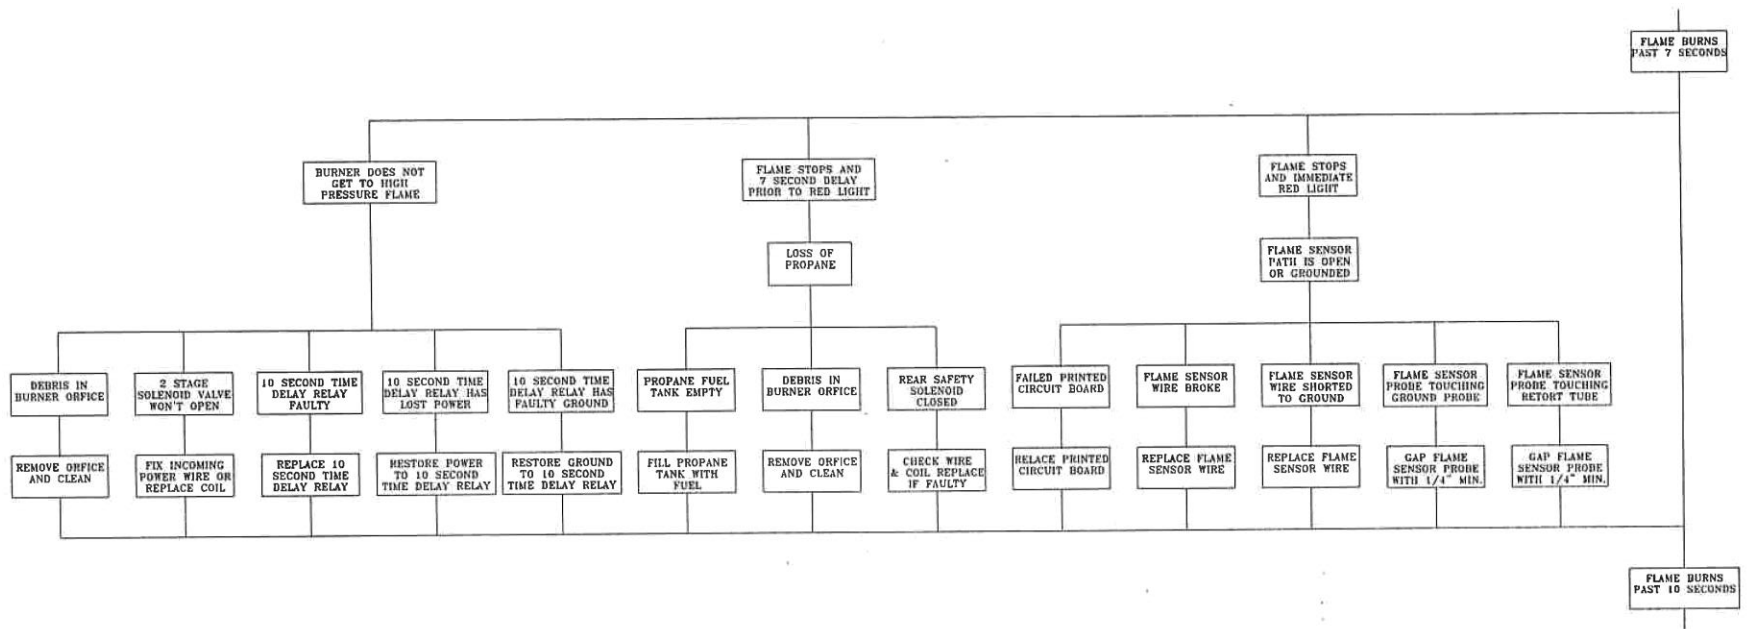 FLAME BURNS
PAST 7 SECONDS
BURNER DOES NOT
GET TO HIGH
PRESSURE FLAME
FLAME STOPS AND
7 SECOND DELAY
PRIOR TO RED LIGHT
FLAME STOPS
AND IMMEDIATE
RED LIGHT
LOSS OF
PROPANE
FLAME SENSOR
PATH IS OPEN
OR GROUNDED
DEBRIS IN
BURNER ORFICE
2 STAGE
SOLENOID VALVE
WON'T OPEN
10 SECOND TIME
DELAY RELAY
FAULTY
10 SECOND TIME
DELAY RELAY HAS
LOST POWER
10 SECOND TIME
DELAY RELAY HAS
FAULTY GROUND
PROPANE FUEL
TANK EMPTY
DEBRIS IN
BURNER ORFICE
REAR SAFETY
SOLENOID
CLOSED
FAILED PRINTED
CIRCUIT BOARD
FLAME SENSOR
WIRE BROKE
FLAME SENSOR
WIRE SHORTED
TO GROUND
FLAME SENSOR
PROBE TOUCHING
GROUND PROBE
FLAME SENSOR
PROBE TOUCHING
RETORT TUBE
REMOVE ORFICE
AND CLEAN
FIX INCOMING
POWER WIRE OR
REPLACE COIL
REPLACE 10
SECOND TIME
DELAY RELAY
RESTORE POWER
TO 10 SECOND
TIME DELAY RELAY
RESTORE GROUND
TO 10 SECOND
TIME DELAY RELAY
FILL PROPANE
TANK WITH
FUEL
REMOVE ORFICE
AND CLEAN
CHECK WIRE
& COIL REPLACE
IF FAULTY
RELACE PRINTED
CIRCUIT BOARD
REPLACE FLAME
SENSOR WIRE
REPLACE FLAME
SENSOR WIRE
GAP FLAME
SENSOR PROBE
WITH 1/4" MIN.
GAP FLAME
SENSOR PROBE
WITH 1/4" MIN.
FLAME BURNS
PAST 10 SECONDS